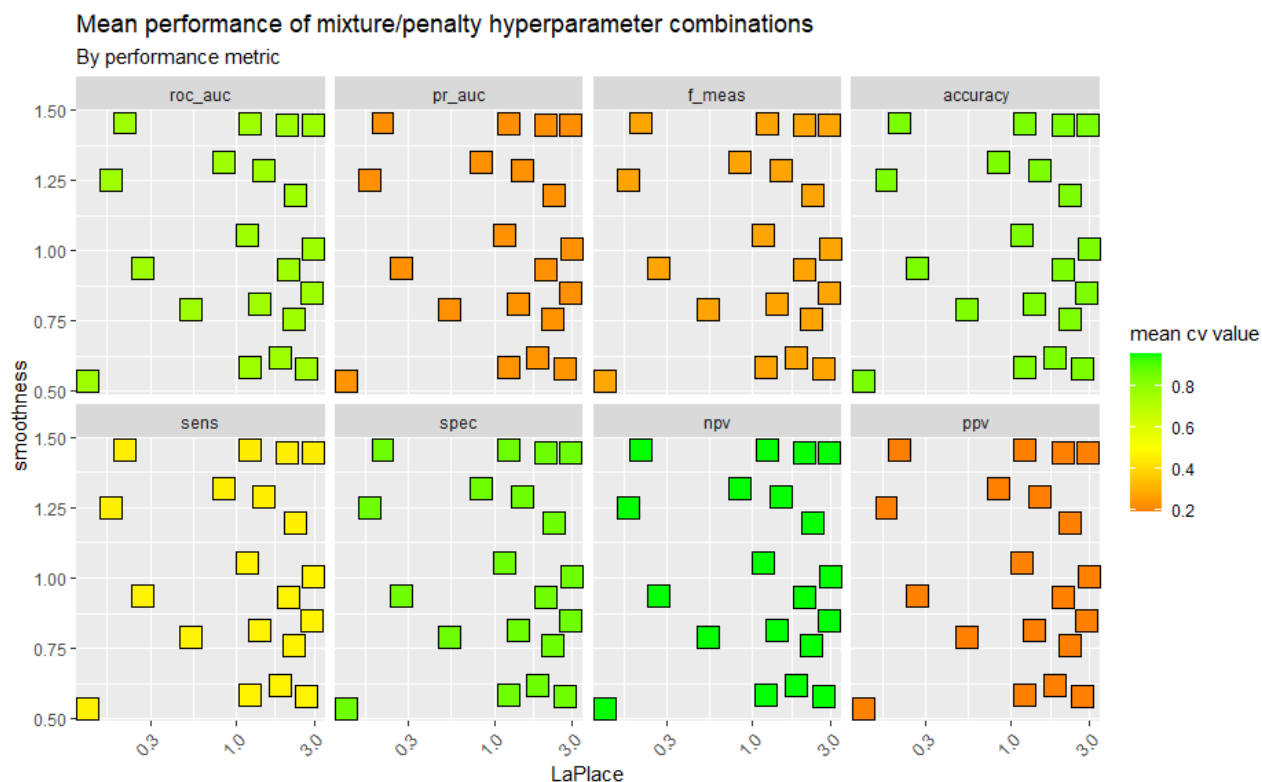 Mean performance of mixture/penalty hyperparameter combinations
By performance metric
roc_auc pr_auc f_meas accuracy
1.50
1.25
1.00
0.75
0.50
sens spec npv ppv
1.50
1.25
1.00
0.75
0.50
smoothness
0.3 1.0 3.0 0.3 1.0 3.0 0.3 1.0 3.0 0.3 1.0 3.0
LaPlace
mean cv value
0.8
0.6
0.4
0.2